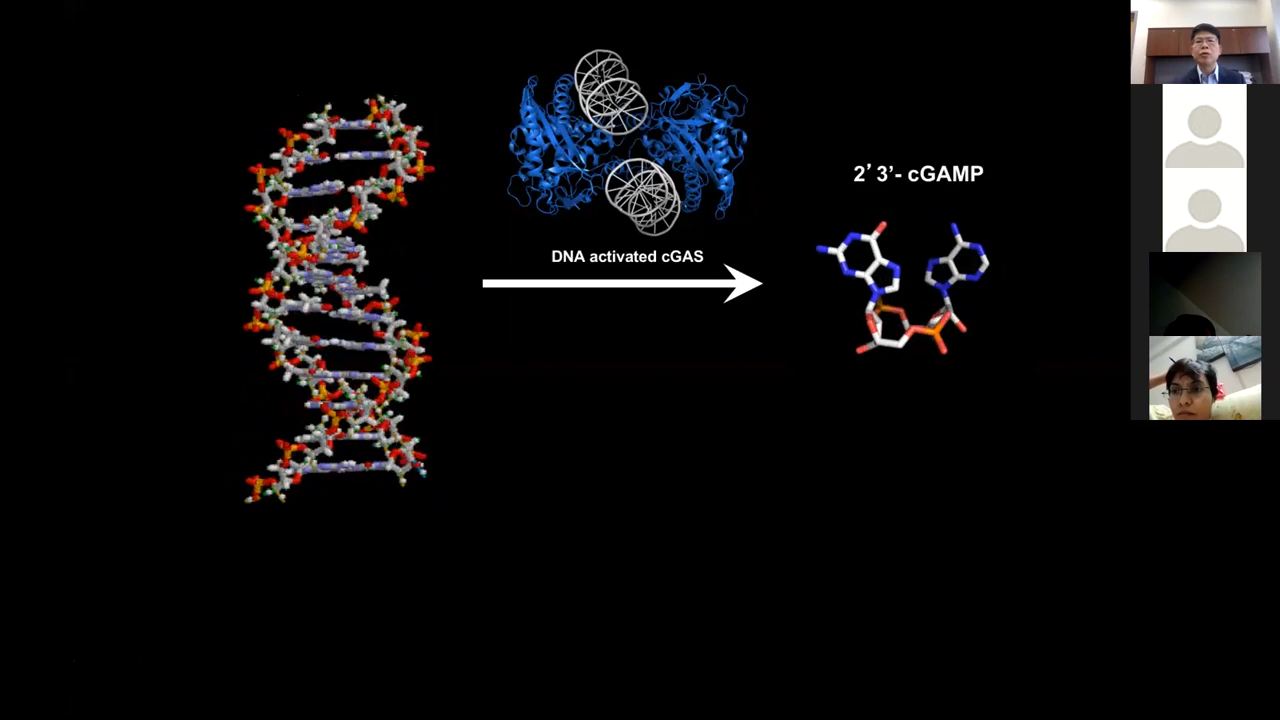 DNA activated cGAS
2’ 3’- cGAMP